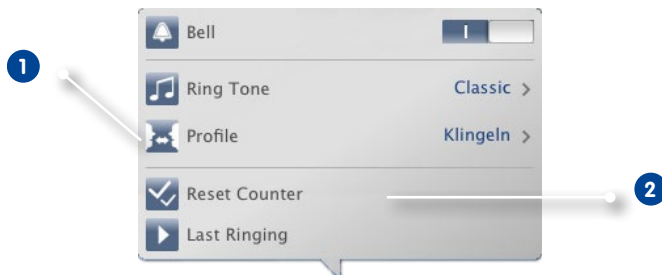 Bell
1
Ring Tone Classic
Profile Klingeln
Reset Counter
2
Last Ringing